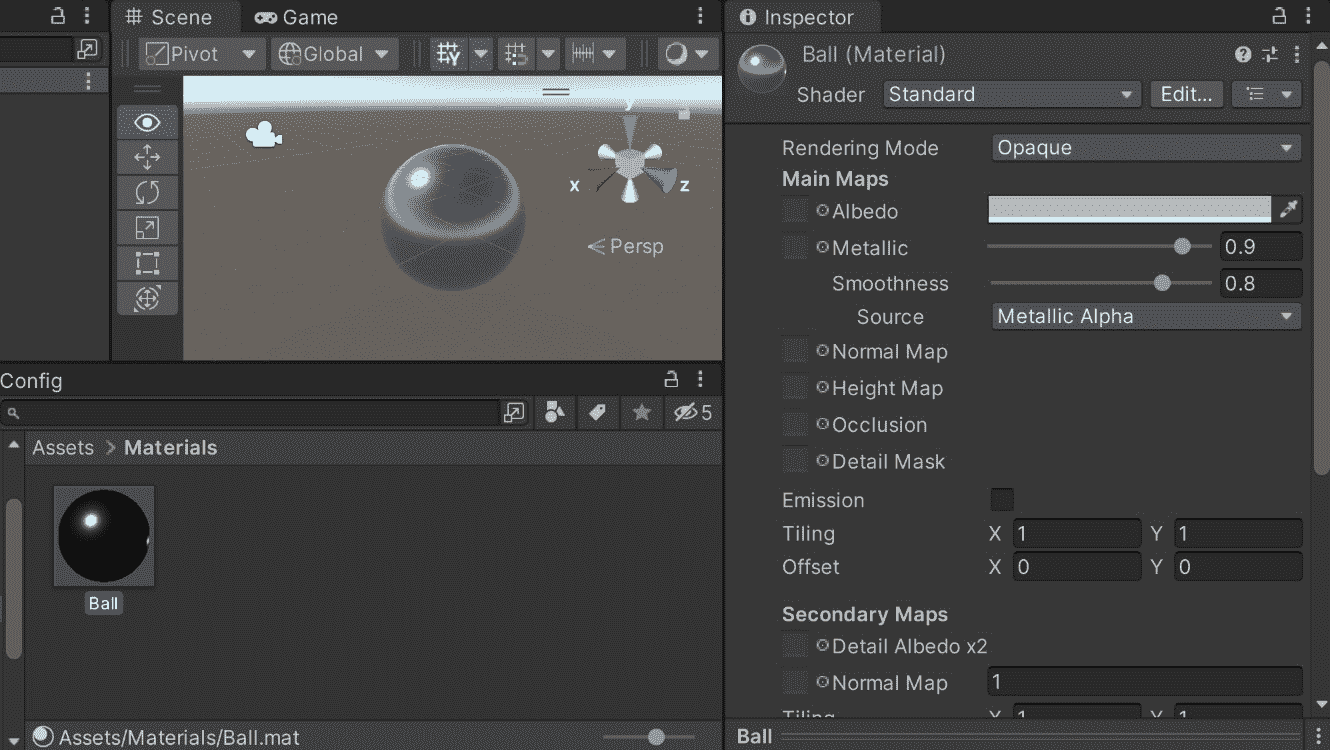 Scene
Game
Pivot
Global
y
x
z
Persp
Config
5
Assets > Materials
Ball
Assets/Materials/Ball.mat
Inspector
Ball (Material)
Shader
Standard
Edit...
Rendering Mode
Opaque
Main Maps
Albedo
Metallic
0.9
Smoothness
0.8
Source
Metallic Alpha
Normal Map
Height Map
Occlusion
Detail Mask
Emission
Tiling X 1 Y 1
Offset X 0 Y 0
Secondary Maps
Detail Albedo x2
Normal Map
1
Tiling X 1 Y 1
Ball